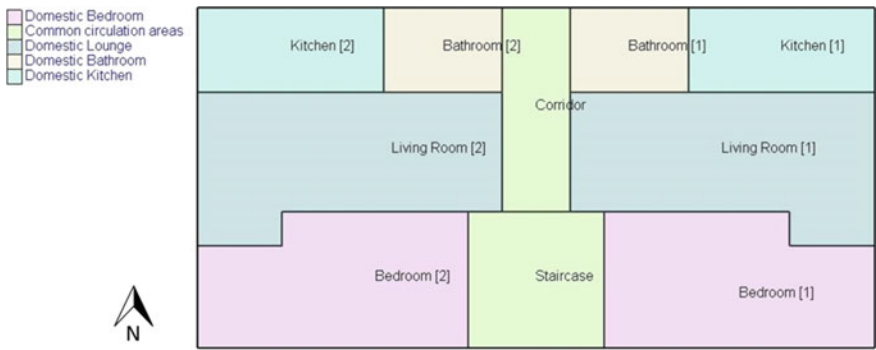 Domestic Bedroom
Common circulation areas
Domestic Lounge
Domestic Bathroom
Domestic Kitchen
Kitchen [2]
Bathroom [2]
Bathroom [1]
Kitchen [1]
Corridor
Living Room [2]
Living Room [1]
Bedroom [2]
Staircase
Bedroom [1]
N